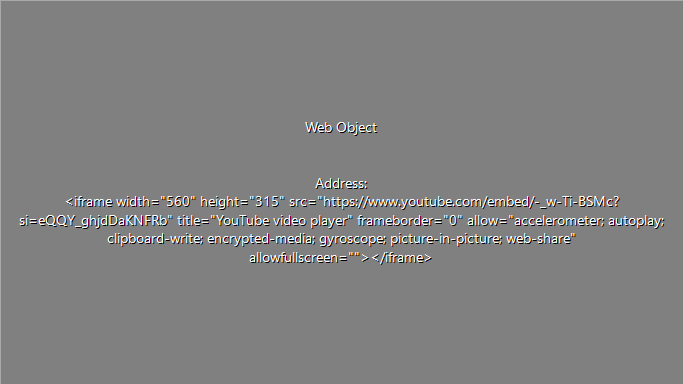 Web Object
Address:
<iframe width="560" height="315" src="https://www.youtube.com/embed/-_w-Ti-BSMc?
si=eQQY_ghjdDaKNFRb" title="YouTube video player" frameborder="0" allow="accelerometer; autoplay;
clipboard-write; encrypted-media; gyroscope; picture-in-picture; web-share"
allowfullscreen=""></iframe>